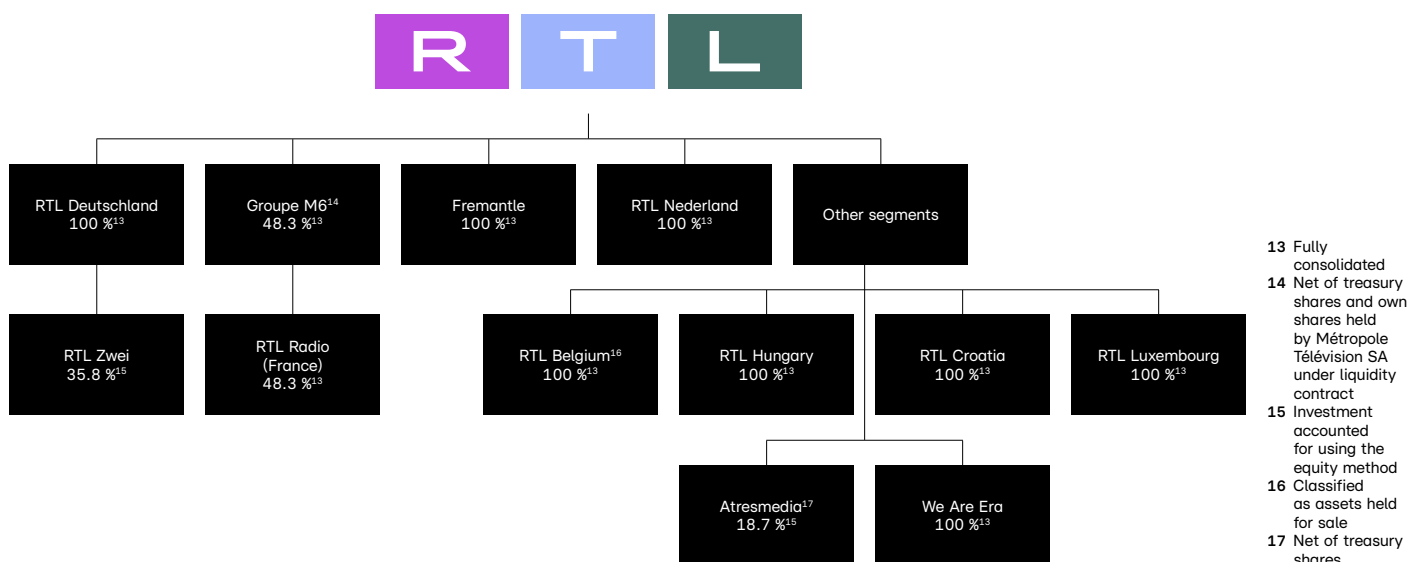 R T L
RTL Deutschland
100 %13
Groupe M614
48.3 %13
Fremantle
100 %13
RTL Nederland
100 %13
Other segments
RTL Zwei
35.8 %15
RTL Radio
(France)
48.3 %13
RTL Belgium16
100 %13
RTL Hungary
100 %13
RTL Croatia
100 %13
RTL Luxembourg
100 %13
Atresmedia17
18.7 %15
We Are Era
100 %13
13 Fully
consolidated
14 Net of treasury
shares and own
shares held
by Métropole
Télévision SA
under liquidity
contract
15 Investment
accounted
for using the
equity method
16 Classified
as assets held
for sale
17 Net of treasury
shares